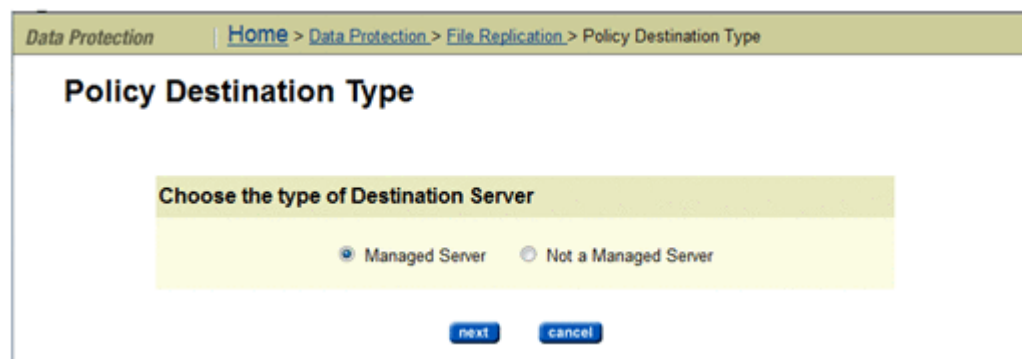 Data Protection Home > Data Protection > File Replication > Policy Destination Type
Policy Destination Type
Choose the type of Destination Server
Managed Server Not a Managed Server
next cancel